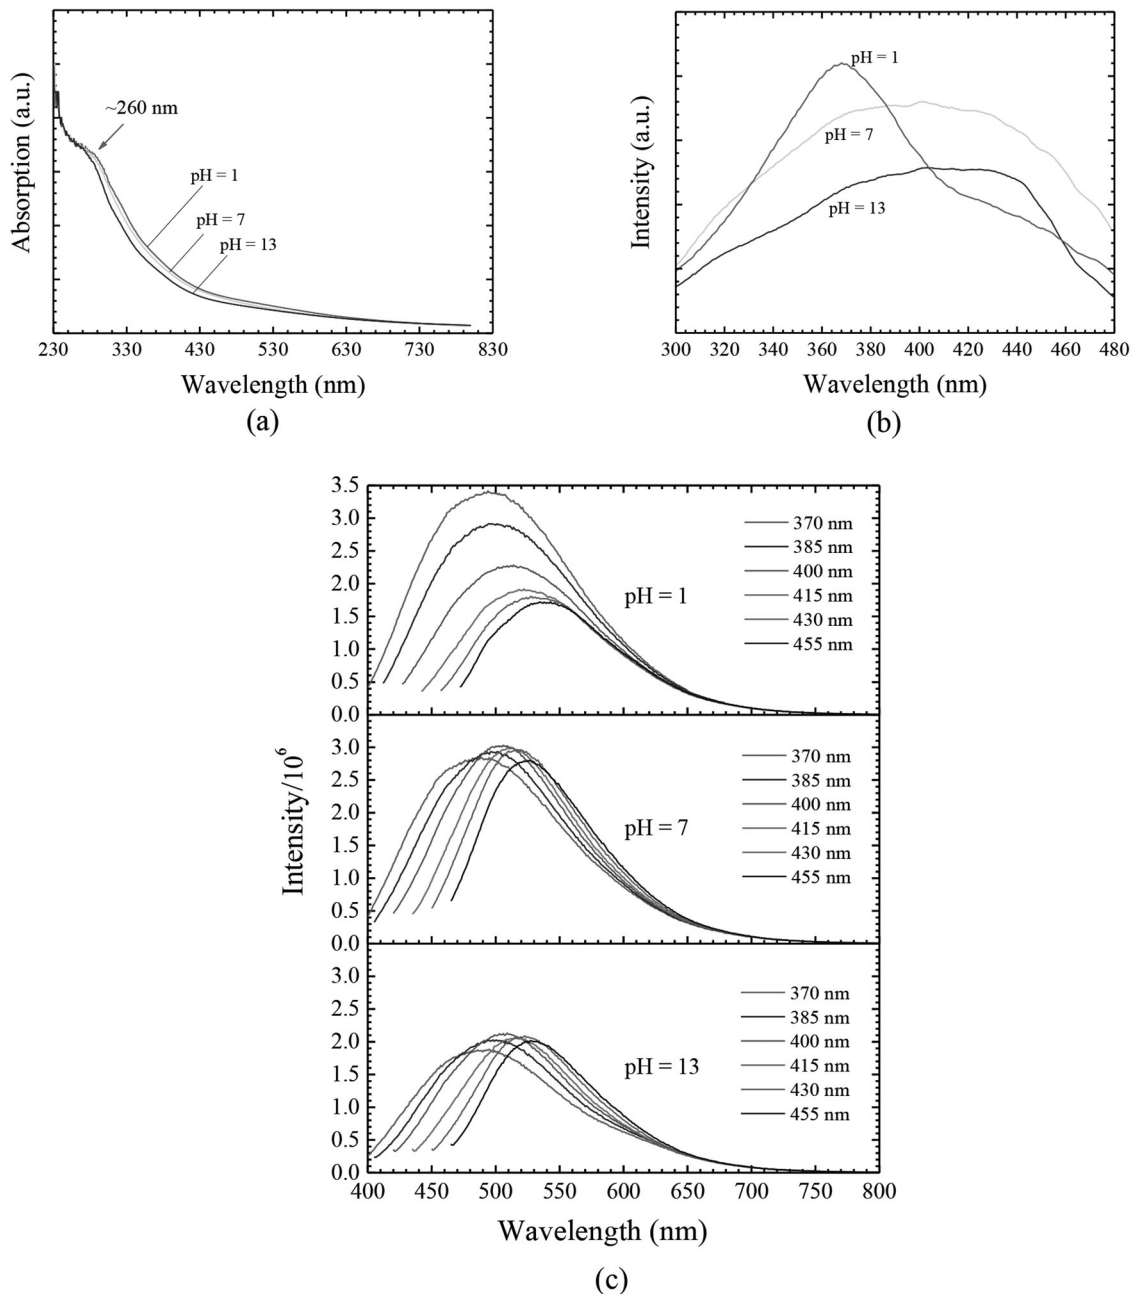 Absorption (a.u.)
~260 nm
pH = 1
pH = 7
pH = 13
230 330 430 530 630 730 830
Wavelength (nm)
(a)
Intensity (a.u.)
pH = 1
pH = 7
pH = 13
300 320 340 360 380 400 420 440 460 480
Wavelength (nm)
(b)
Intensity/10⁶
3.5
3.0
2.5
2.0
1.5
1.0
0.5
0.0
pH = 1
370 nm
385 nm
400 nm
415 nm
430 nm
455 nm
3.0
2.5
2.0
1.5
1.0
0.5
0.0
pH = 7
370 nm
385 nm
400 nm
415 nm
430 nm
455 nm
3.0
2.5
2.0
1.5
1.0
0.5
0.0
pH = 13
370 nm
385 nm
400 nm
415 nm
430 nm
455 nm
400 450 500 550 600 650 700 750 800
Wavelength (nm)
(c)